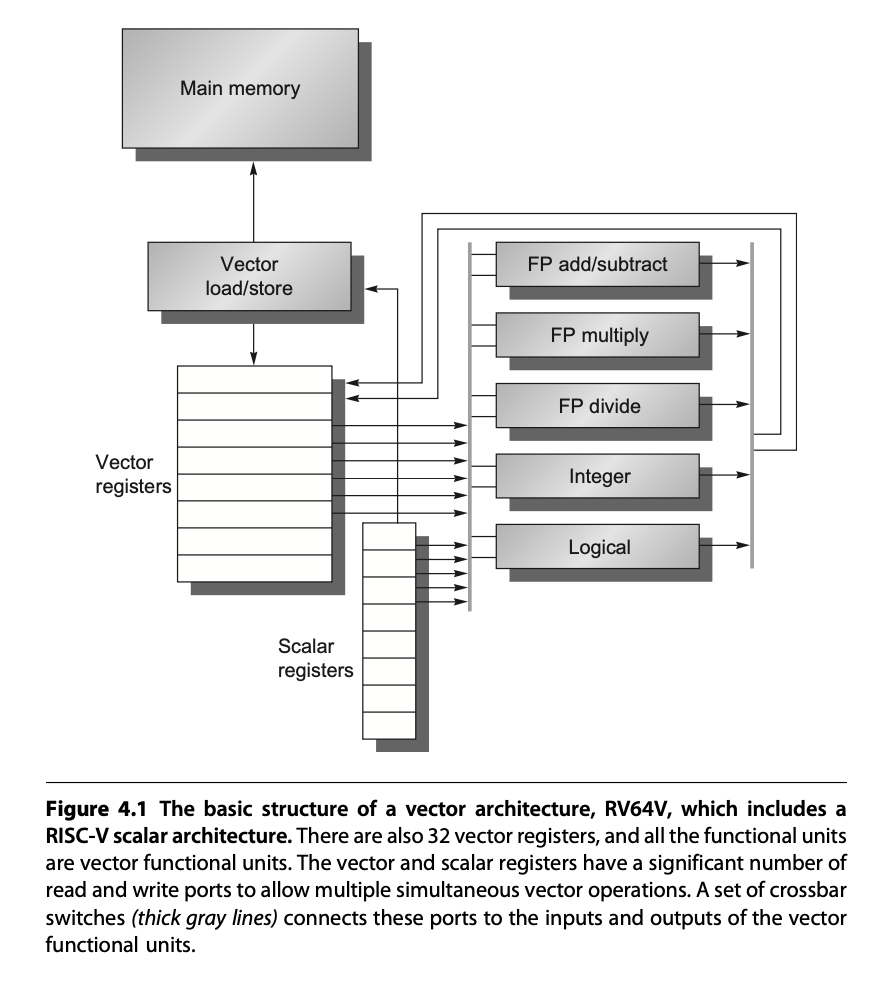 Main memory
Vector
load/store
FP add/subtract
FP multiply
FP divide
Integer
Logical
Vector
registers
Scalar
registers
Figure 4.1 The basic structure of a vector architecture, RV64V, which includes a
RISC-V scalar architecture. There are also 32 vector registers, and all the functional units
are vector functional units. The vector and scalar registers have a significant number of
read and write ports to allow multiple simultaneous vector operations. A set of crossbar
switches (thick gray lines) connects these ports to the inputs and outputs of the vector
functional units.